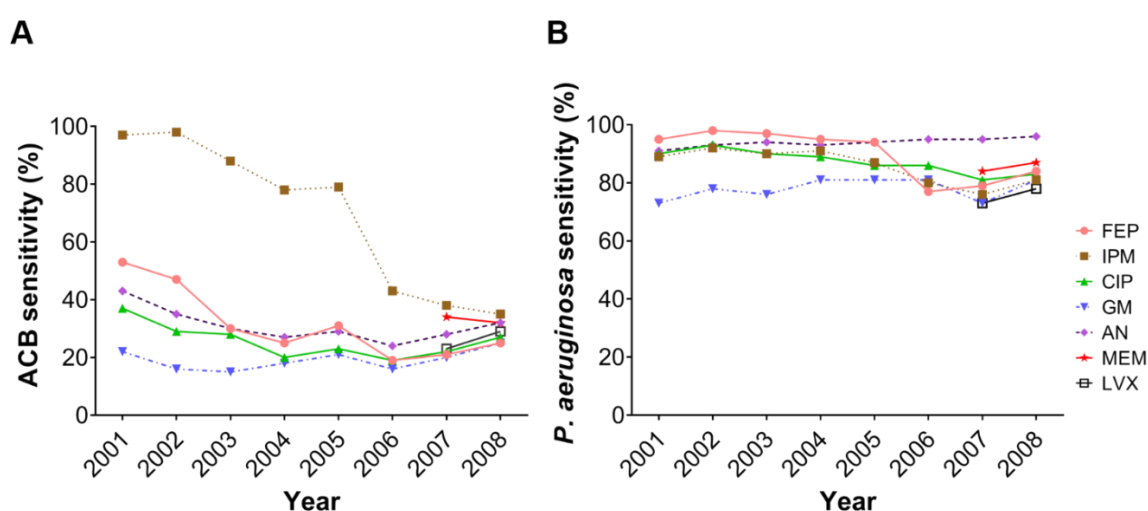 A
ACB sensitivity (%)
100
80
60
40
20
0
2001
2002
2003
2004
2005
2006
2007
2008
Year
B
P. aeruginosa sensitivity (%)
100
80
60
40
20
0
2001
2002
2003
2004
2005
2006
2007
2008
Year
FEP
IPM
CIP
GM
AN
MEM
LVX